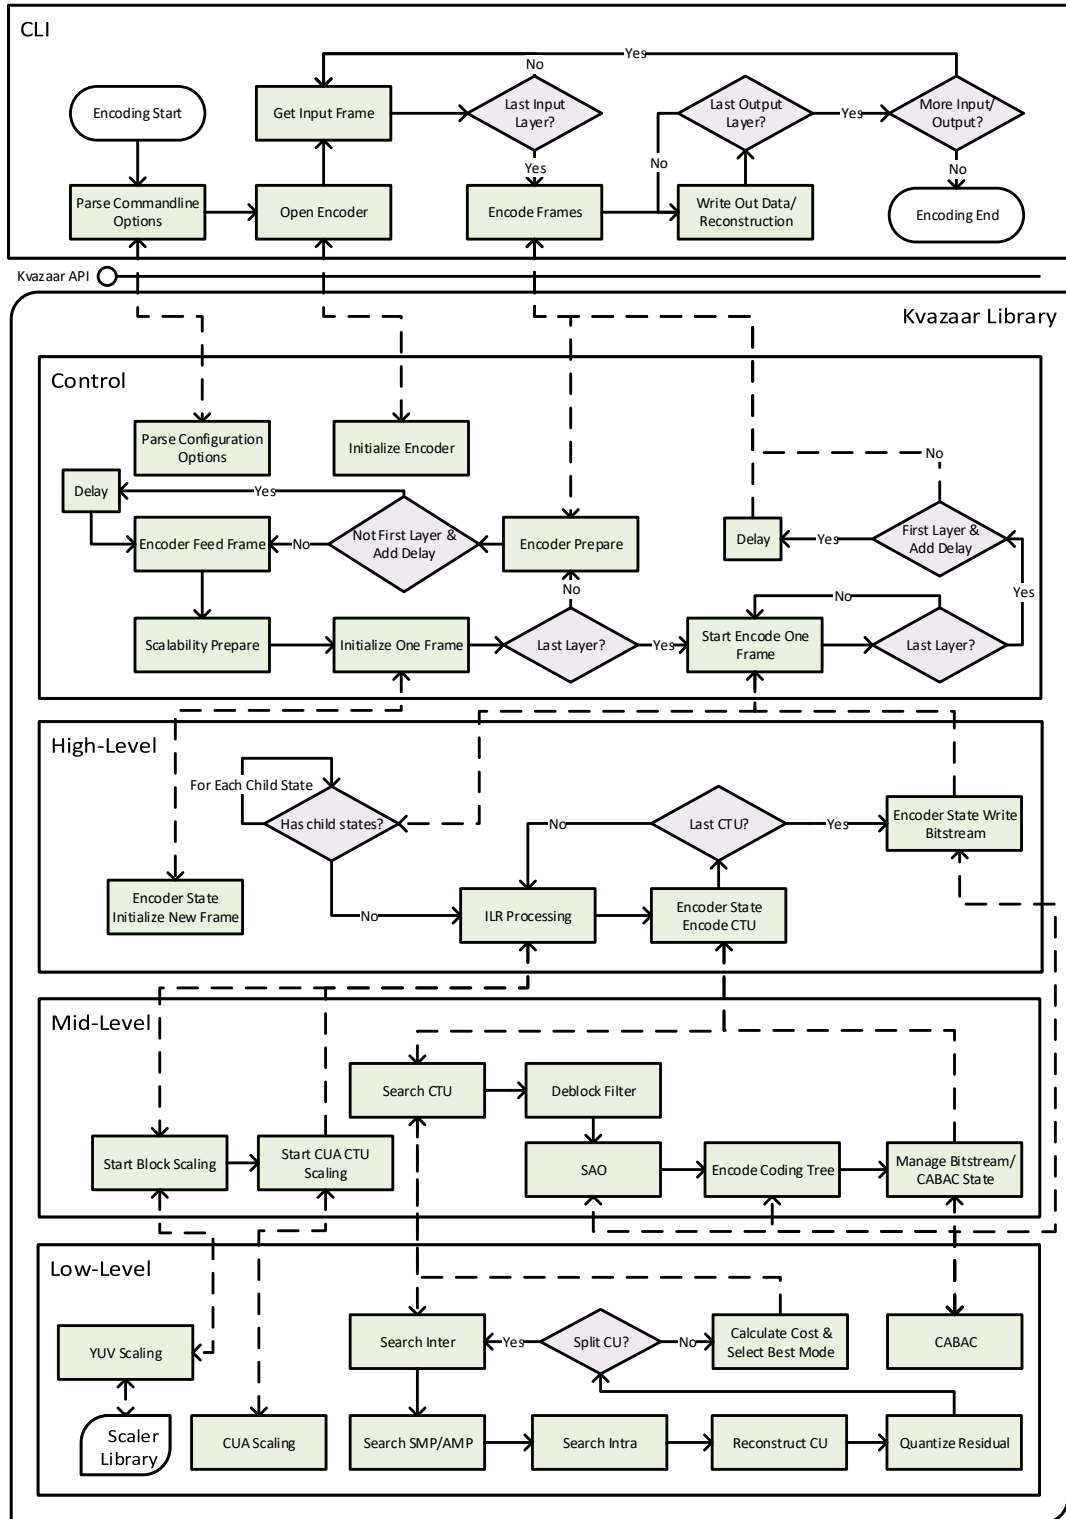 CLI
Yes
No
Encoding Start
Get Input Frame
Last Input
Layer?
Last Output
Layer?
Yes
More Input/
Output?
No
Yes
No
Parse Commandline
Options
Open Encoder
Encode Frames
Write Out Data/
Reconstruction
Encoding End
Kvazaar API
Kvazaar Library
Control
Parse Configuration
Options
Initialize Encoder
No
Delay
Yes
Encoder Feed Frame
No
Not First Layer &
Add Delay
Encoder Prepare
Delay
Yes
First Layer &
Add Delay
No
No
Yes
Scalability Prepare
Initialize One Frame
Last Layer?
Yes
Start Encode One
Frame
Last Layer?
High-Level
For Each Child State
Has child states?
No
Last CTU?
Yes
Encoder State Write
Bitstream
Encoder State
Initialize New Frame
No
ILR Processing
Encoder State
Encode CTU
Mid-Level
Search CTU
Deblock Filter
Start Block Scaling
Start CUA CTU
Scaling
SAO
Encode Coding Tree
Manage Bitstream/
CABAC State
Low-Level
YUV Scaling
Search Inter
Yes
Split CU?
No
Calculate Cost &
Select Best Mode
CABAC
Scaler
Library
CUA Scaling
Search SMP/AMP
Search Intra
Reconstruct CU
Quantize Residual